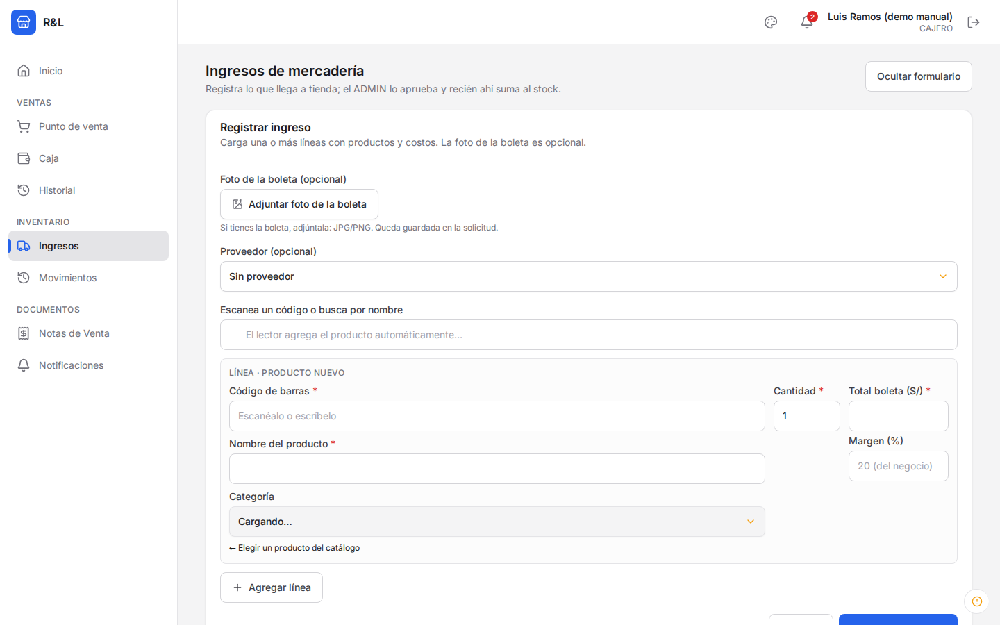 R&L
2
Luis Ramos (demo manual)
CAJERO
Inicio
VENTAS
Punto de venta
Caja
Historial
INVENTARIO
Ingresos
Movimientos
DOCUMENTOS
Notas de Venta
Notificaciones
Ingresos de mercadería
Registra lo que llega a tienda; el ADMIN lo aprueba y recién ahí suma al stock.
Ocultar formulario
Registrar ingreso
Carga una o más líneas con productos y costos. La foto de la boleta es opcional.
Foto de la boleta (opcional)
Adjuntar foto de la boleta
Si tienes la boleta, adjúntala: JPG/PNG. Queda guardada en la solicitud.
Proveedor (opcional)
Sin proveedor
Escanea un código o busca por nombre
El lector agrega el producto automáticamente...
LÍNEA · PRODUCTO NUEVO
Código de barras *
Cantidad *
Total boleta (S/) *
Escanéalo o escríbelo
1
Nombre del producto *
Margen (%)
20 (del negocio)
Categoría
Cargando...
← Elegir un producto del catálogo
+ Agregar línea